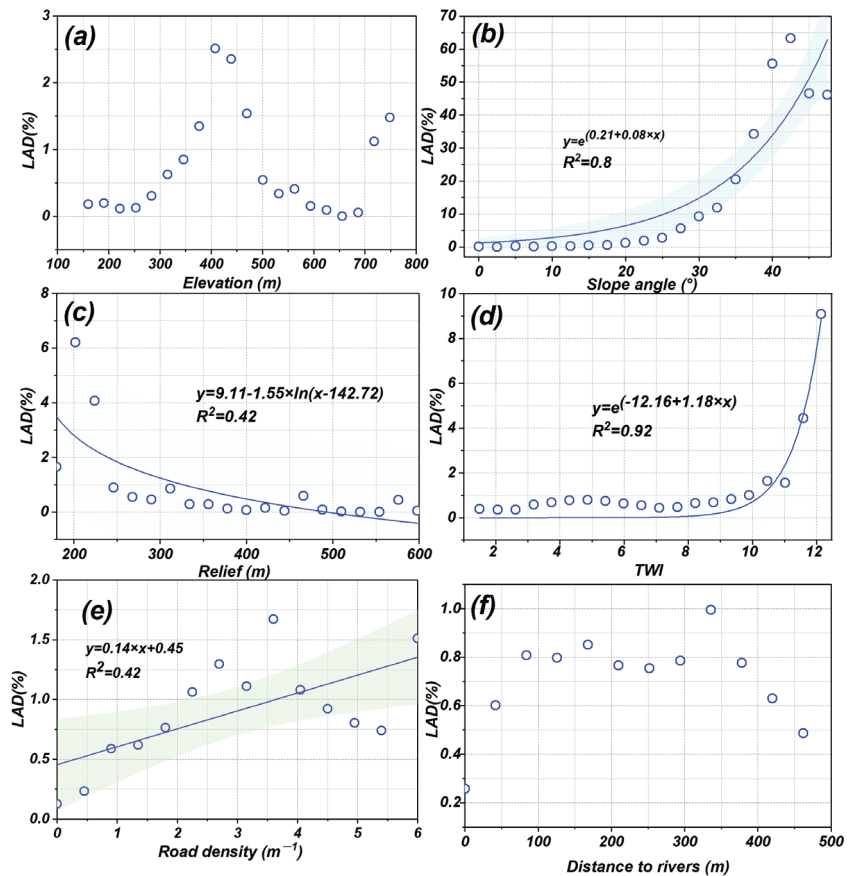 (a)
3
2
1
0
LAD(%)
100 200 300 400 500 600 700 800
Elevation (m)
(b)
70
60
50
40
30
20
10
0
LAD(%)
y=e^(0.21+0.08×x)
R²=0.8
0 10 20 30 40
Slope angle (°)
(c)
8
6
4
2
0
LAD(%)
y=9.11-1.55×ln(x-142.72)
R²=0.42
200 300 400 500 600
Relief (m)
(d)
10
8
6
4
2
0
LAD(%)
y=e^(-12.16+1.18×x)
R²=0.92
2 4 6 8 10 12
TWI
(e)
2.0
1.5
1.0
0.5
0.0
LAD(%)
y=0.14×x+0.45
R²=0.42
0 1 2 3 4 5 6
Road density (m⁻¹)
(f)
1.0
0.8
0.6
0.4
0.2
LAD(%)
0 100 200 300 400 500
Distance to rivers (m)